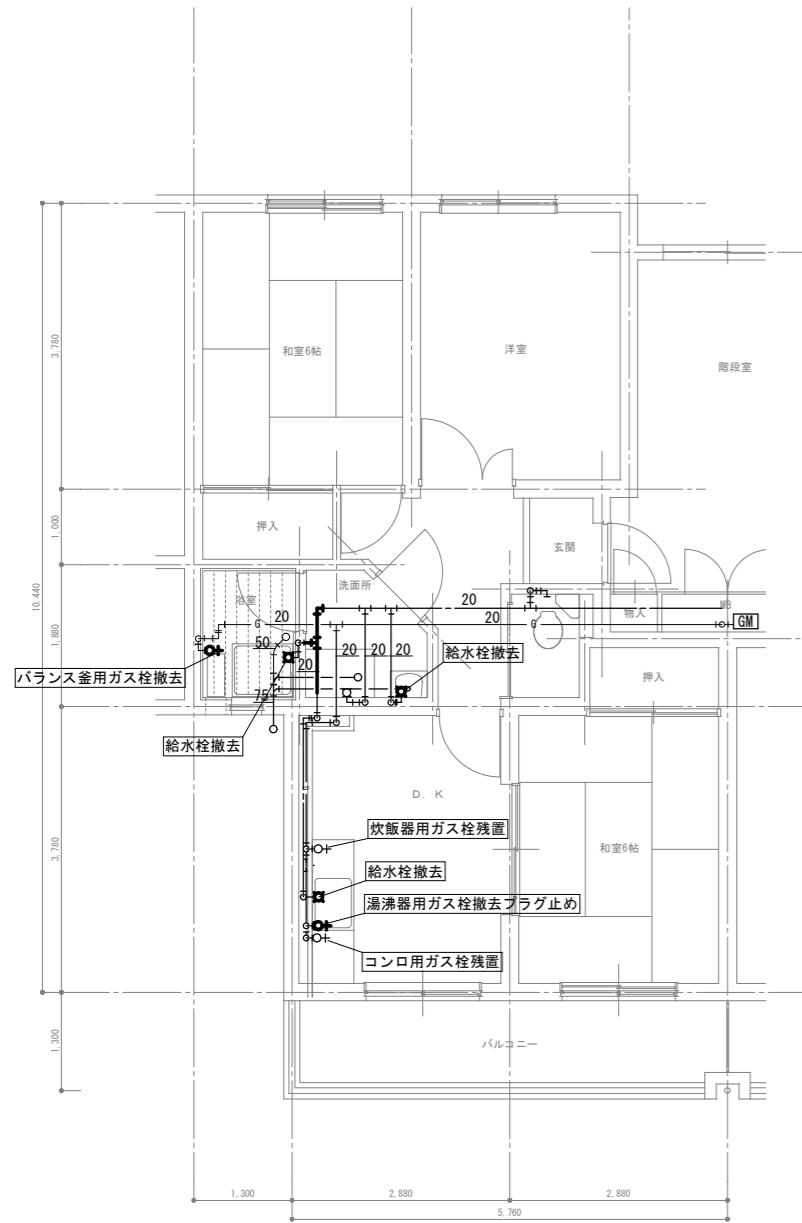 和室6帖
洋室
階段室
3,780
押入
玄関
1,000
10,440
浴室
洗面所
20
物入
MB
G
20
20
G
GM
1,880
50
20
20
20
20
給水栓撤去
バランス釜用ガス栓撤去
押入
75
給水栓撤去
D. K
3,780
炊飯器用ガス栓残置
和室6帖
給水栓撤去
湯沸器用ガス栓撤去プラグ止め
コンロ用ガス栓残置
1,300
バルコニー
1,300
2,880
2,880
5,760